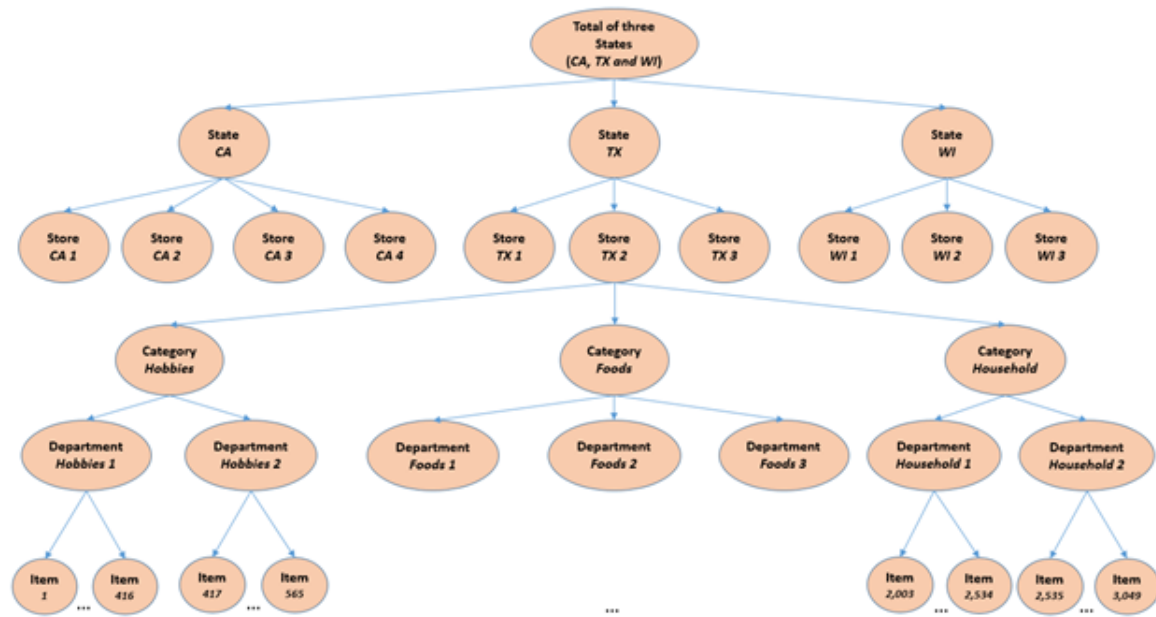 Total of three
States
(CA, TX and WI)
State
CA
State
TX
State
WI
Store
CA 1
Store
CA 2
Store
CA 3
Store
CA 4
Store
TX 1
Store
TX 2
Store
TX 3
Store
WI 1
Store
WI 2
Store
WI 3
Category
Hobbies
Category
Foods
Category
Household
Department
Hobbies 1
Department
Hobbies 2
Department
Foods 1
Department
Foods 2
Department
Foods 3
Department
Household 1
Department
Household 2
Item
1
...
Item
416
Item
417
...
Item
565
...
Item
2,003
...
Item
2,534
Item
2,535
...
Item
3,049